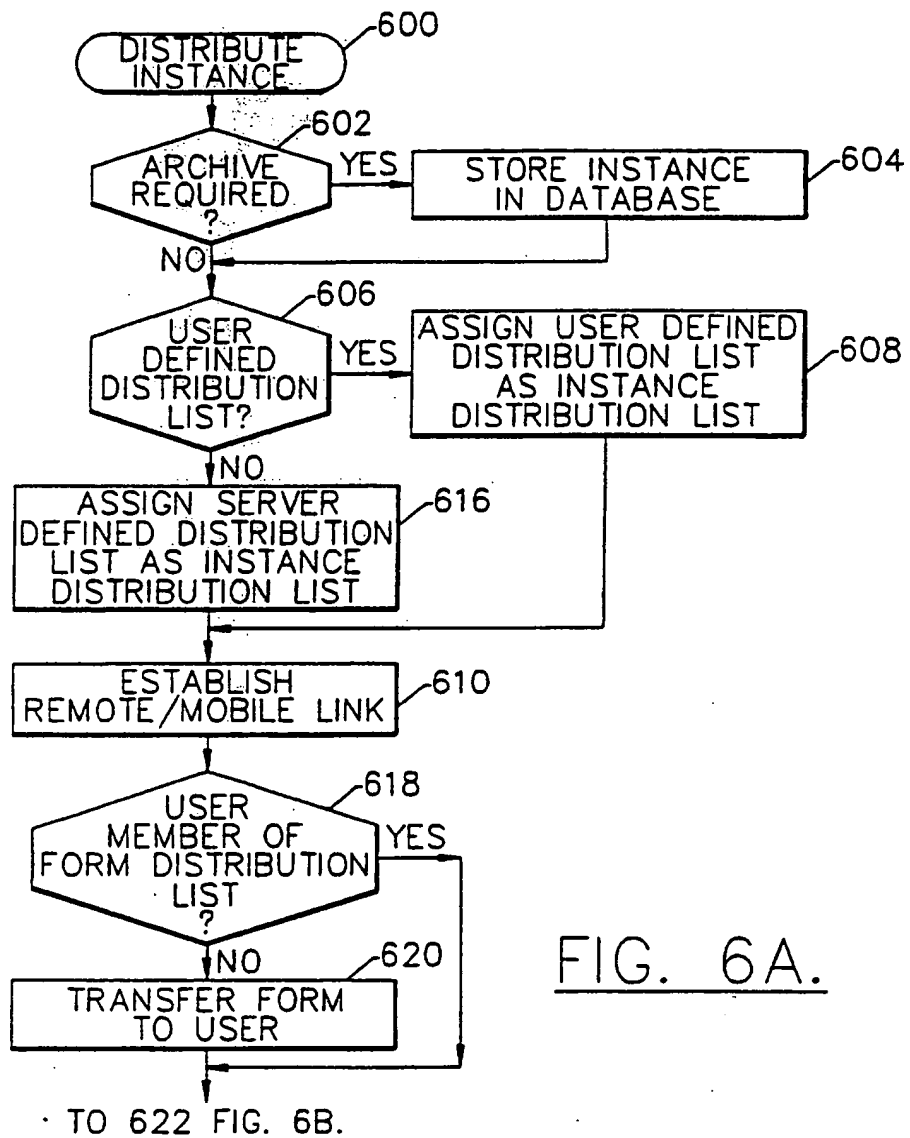 600
DISTRIBUTE
INSTANCE
602
ARCHIVE
REQUIRED
?
YES
STORE INSTANCE
IN DATABASE
604
NO
606
USER
DEFINED
DISTRIBUTION
LIST?
YES
ASSIGN USER DEFINED
DISTRIBUTION LIST
AS INSTANCE
DISTRIBUTION LIST
608
NO
ASSIGN SERVER
DEFINED DISTRIBUTION
LIST AS INSTANCE
DISTRIBUTION LIST
616
ESTABLISH
REMOTE/MOBILE LINK
610
618
USER
MEMBER OF
FORM DISTRIBUTION
LIST
?
YES
NO
620
TRANSFER FORM
TO USER
FIG. 6A.
TO 622 FIG. 6B.